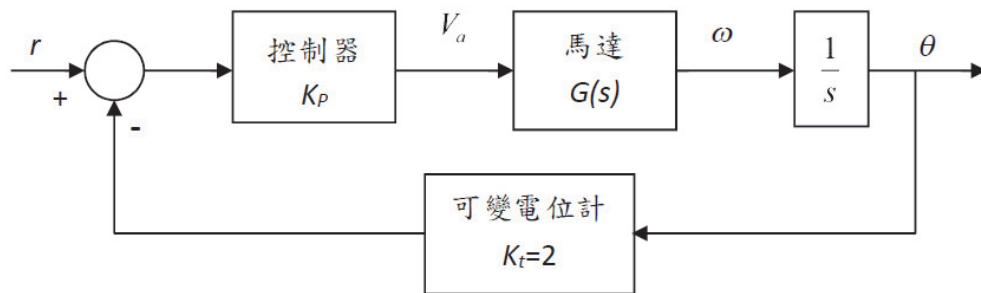 r
+
-
控制器
K_P
V_a
馬達
G(s)
ω
1
s
θ
可變電位計
K_t=2